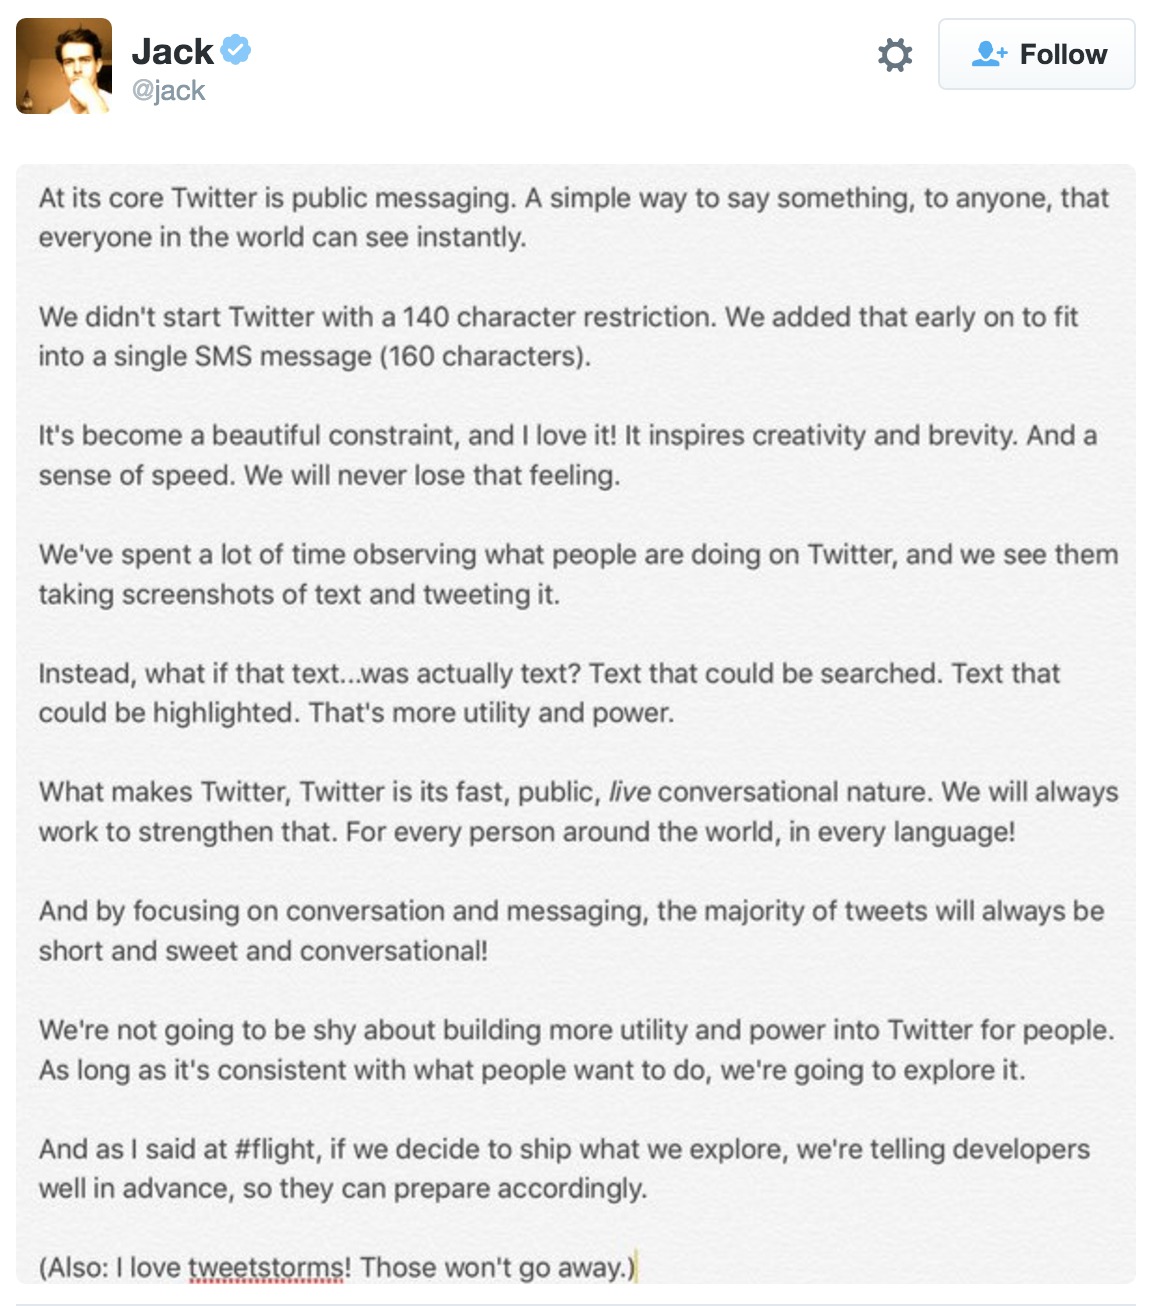 Jack
@jack
Follow
At its core Twitter is public messaging. A simple way to say something, to anyone, that
everyone in the world can see instantly.
We didn't start Twitter with a 140 character restriction. We added that early on to fit
into a single SMS message (160 characters).
It's become a beautiful constraint, and I love it! It inspires creativity and brevity. And a
sense of speed. We will never lose that feeling.
We've spent a lot of time observing what people are doing on Twitter, and we see them
taking screenshots of text and tweeting it.
Instead, what if that text...was actually text? Text that could be searched. Text that
could be highlighted. That's more utility and power.
What makes Twitter, Twitter is its fast, public, live conversational nature. We will always
work to strengthen that. For every person around the world, in every language!
And by focusing on conversation and messaging, the majority of tweets will always be
short and sweet and conversational!
We're not going to be shy about building more utility and power into Twitter for people.
As long as it's consistent with what people want to do, we're going to explore it.
And as I said at #flight, if we decide to ship what we explore, we're telling developers
well in advance, so they can prepare accordingly.
(Also: I love tweetstorms! Those won't go away.)